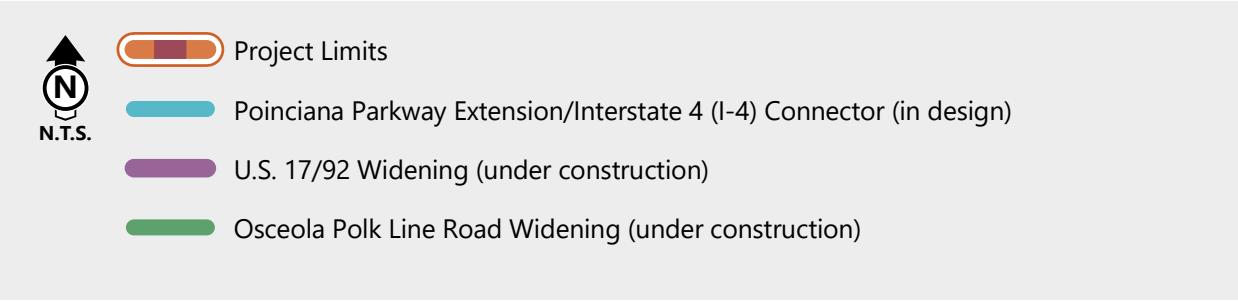 N
N.T.S.
Project Limits
Poinciana Parkway Extension/Interstate 4 (I-4) Connector (in design)
U.S. 17/92 Widening (under construction)
Osceola Polk Line Road Widening (under construction)